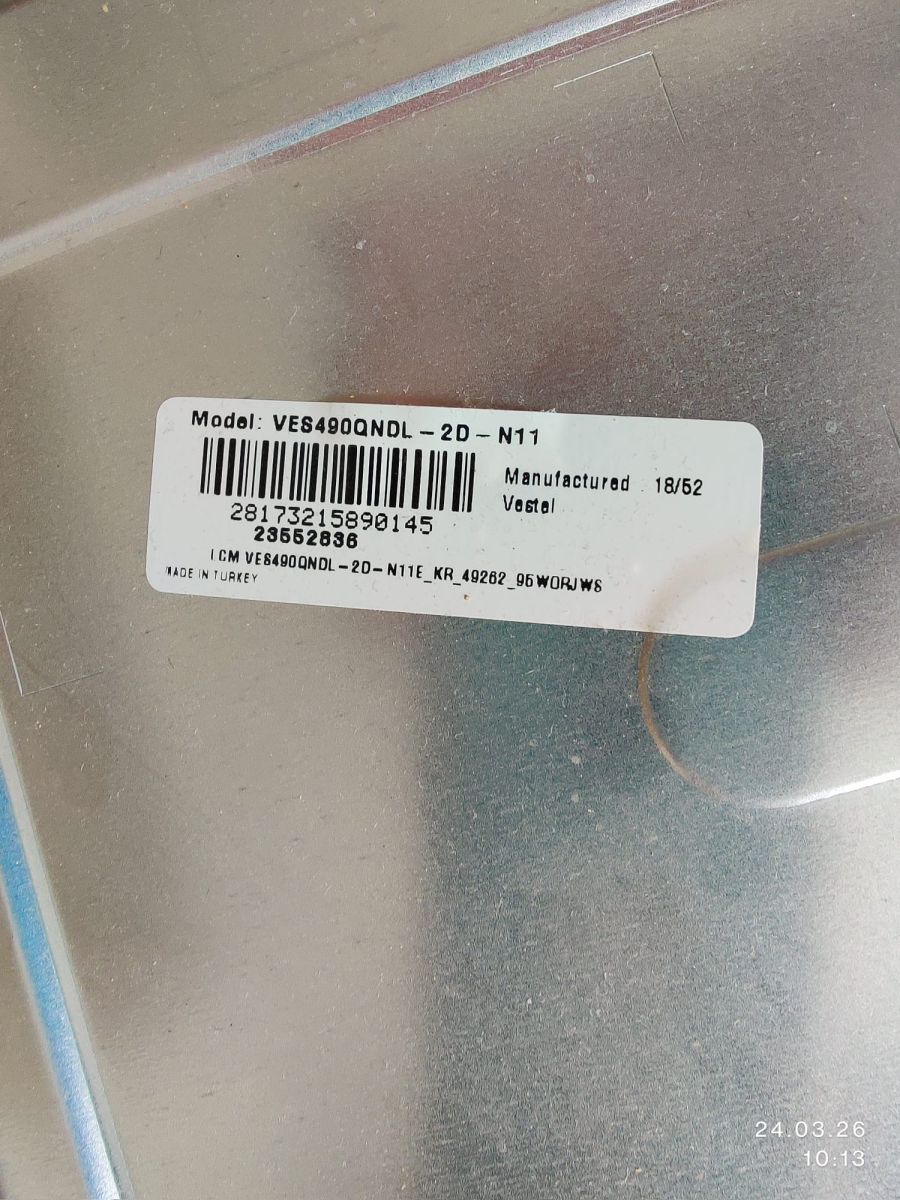 Model: VES490QNDL-2D-N11
Manufactured 18/52
Vestel
28173215890145
23552836
LCM VES490QNDL-2D-N11E_KR_49262_95W0RJWS
MADE IN TURKEY
24.03.26
10:13